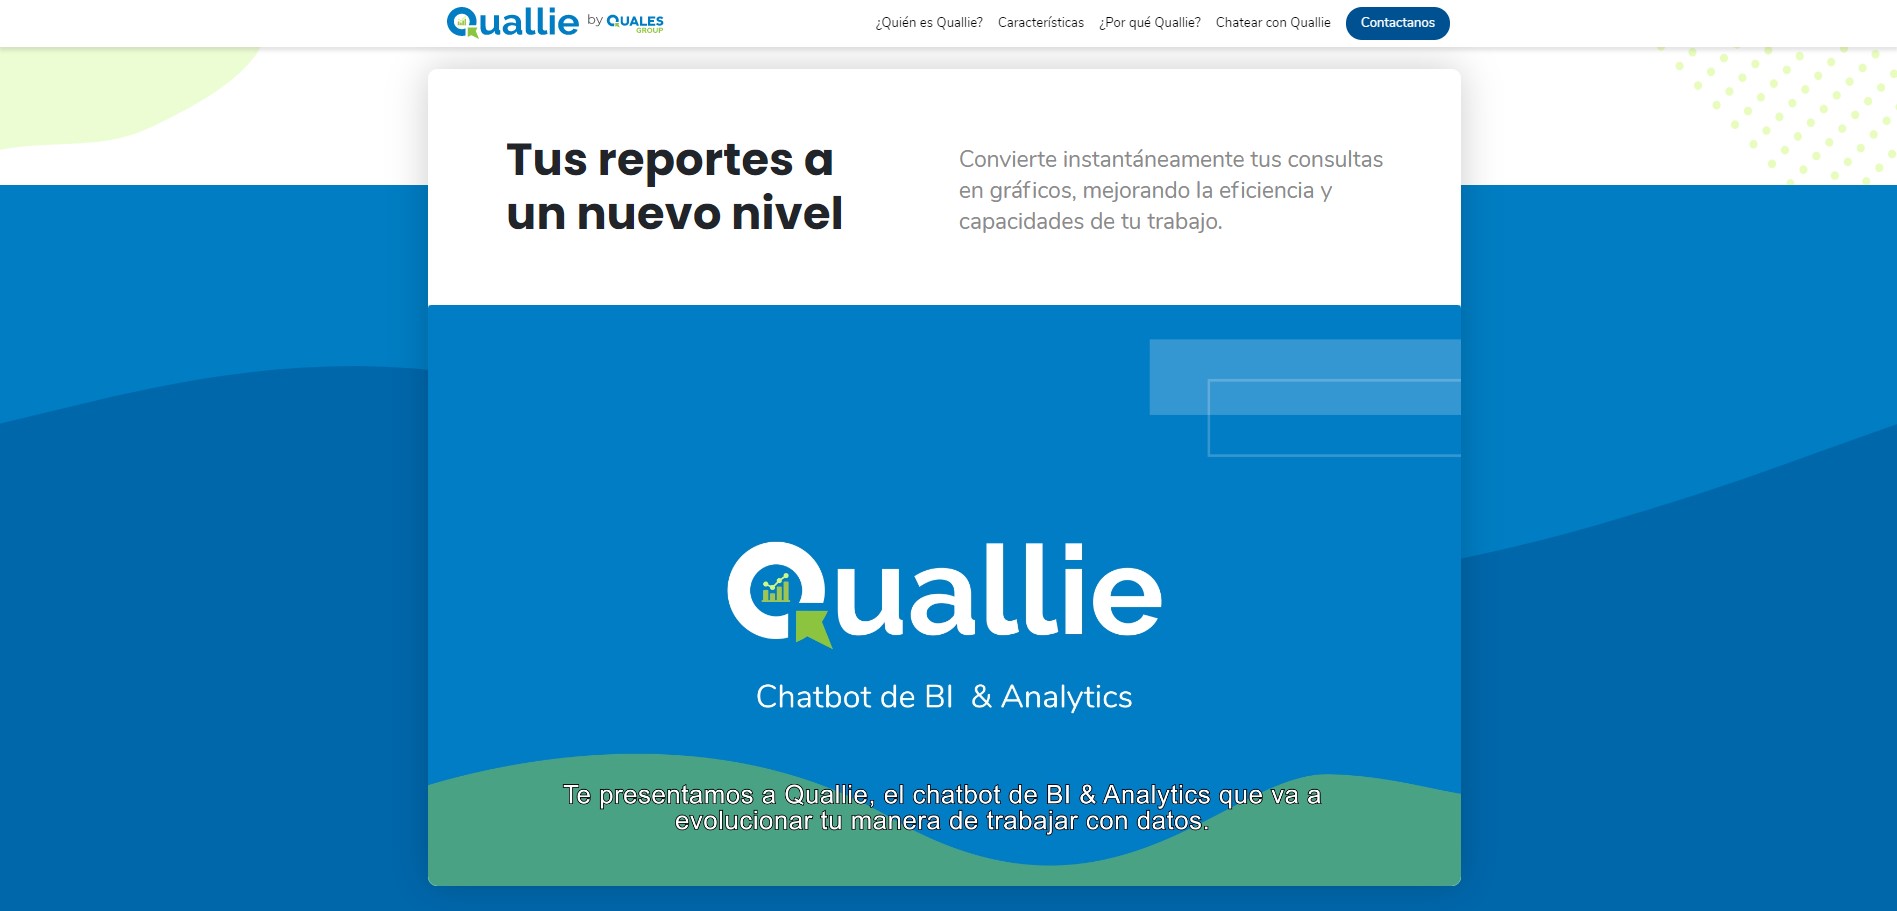 Quallie by QUALES GROUP
¿Quién es Quallie? Características ¿Por qué Quallie? Chatear con Quallie Contactanos
Tus reportes a
un nuevo nivel
Convierte instantáneamente tus consultas
en gráficos, mejorando la eficiencia y
capacidades de tu trabajo.
Quallie
Chatbot de BI & Analytics
Te presentamos a Quallie, el chatbot de BI & Analytics que va a
evolucionar tu manera de trabajar con datos.